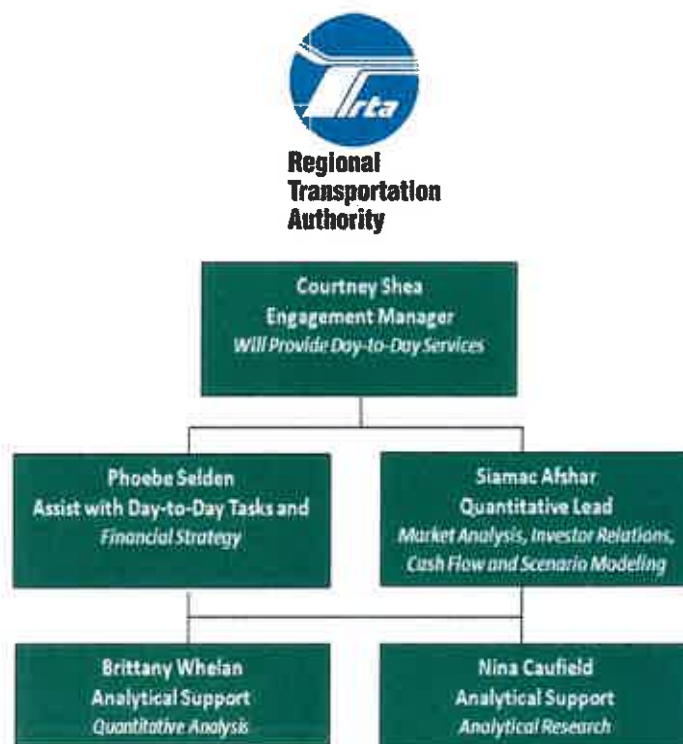 rta
Regional
Transportation
Authority
Courtney Shea
Engagement Manager
Will Provide Day-to-Day Services
Phoebe Selden
Assist with Day-to-Day Tasks and
Financial Strategy
Siamac Afshar
Quantitative Lead
Market Analysis, Investor Relations,
Cash Flow and Scenario Modeling
Brittany Whelan
Analytical Support
Quantitative Analysis
Nina Caufield
Analytical Support
Analytical Research